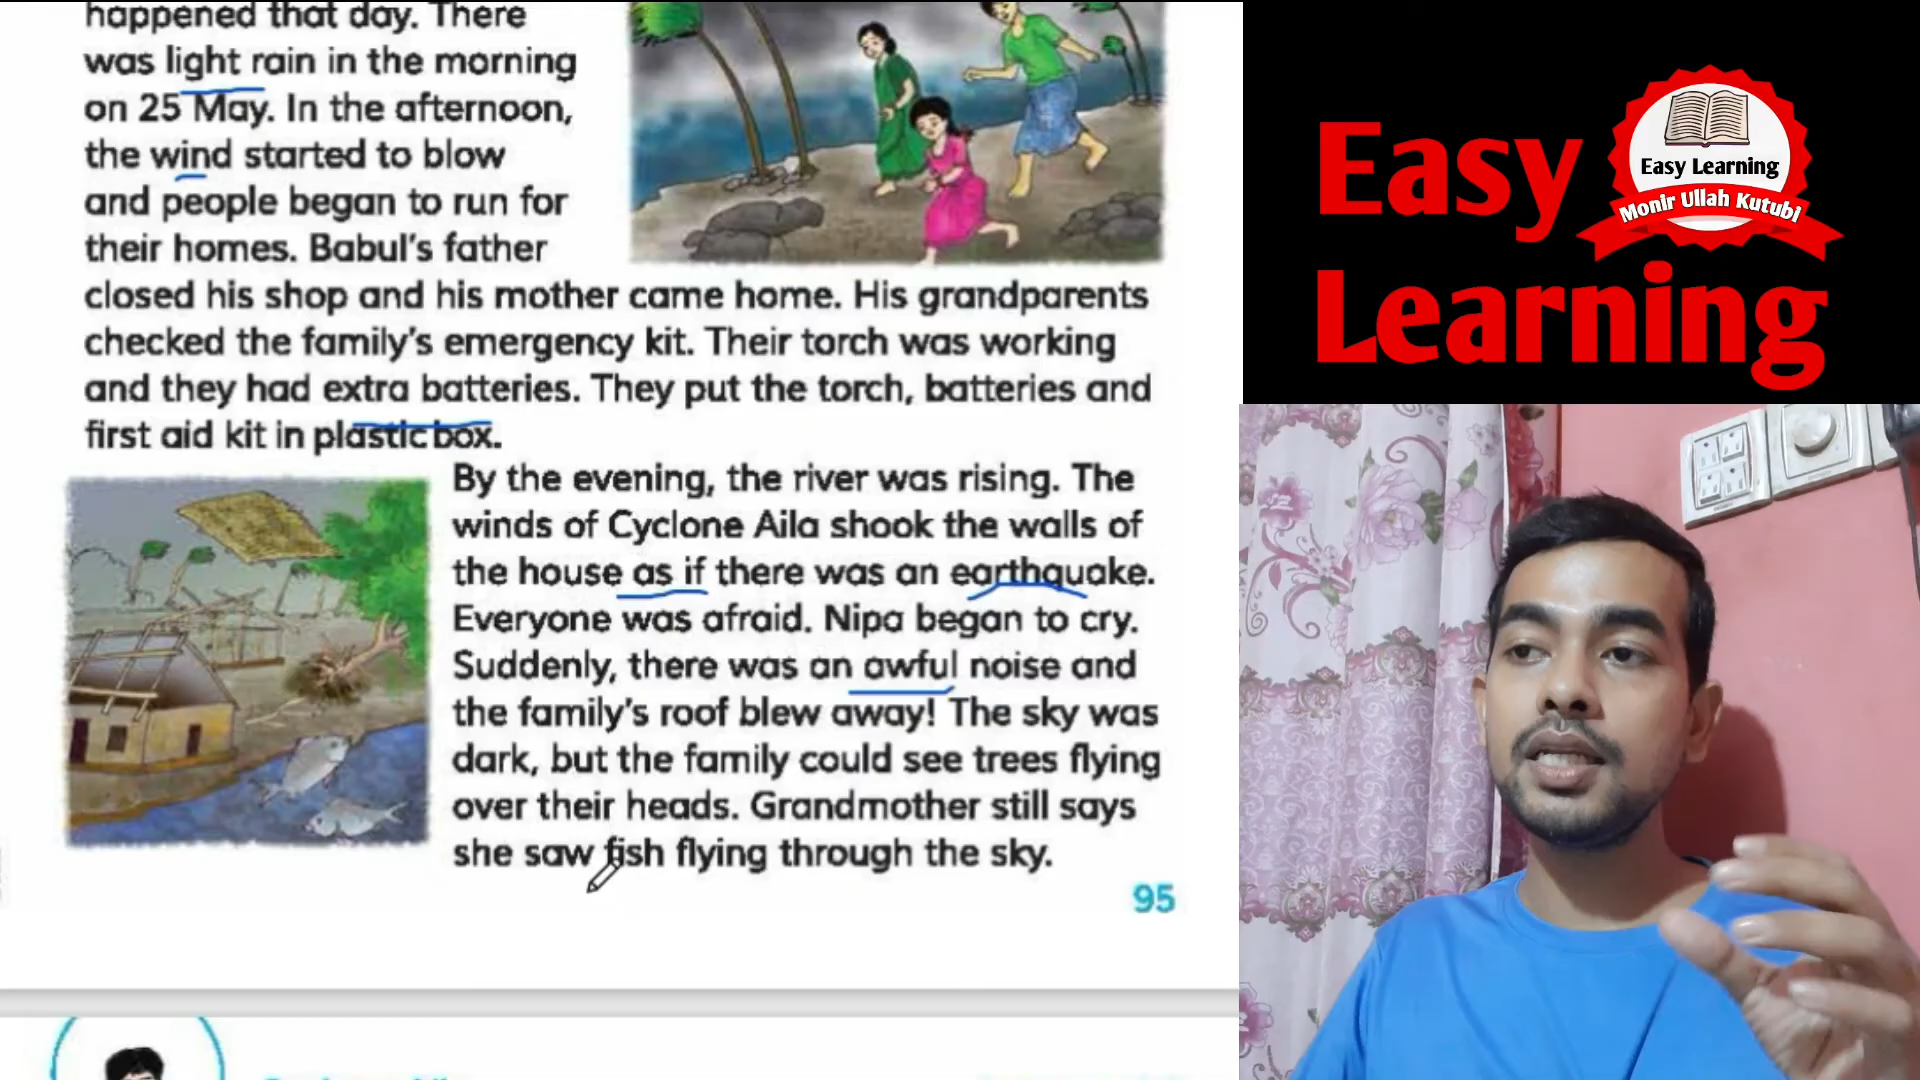 happened that day. There
was light rain in the morning
on 25 May. In the afternoon,
the wind started to blow
and people began to run for
their homes. Babul's father
closed his shop and his mother came home. His grandparents
checked the family's emergency kit. Their torch was working
and they had extra batteries. They put the torch, batteries and
first aid kit in plastic box.
By the evening, the river was rising. The
winds of Cyclone Aila shook the walls of
the house as if there was an earthquake.
Everyone was afraid. Nipa began to cry.
Suddenly, there was an awful noise and
the family's roof blew away! The sky was
dark, but the family could see trees flying
over their heads. Grandmother still says
she saw fish flying through the sky.
95
Easy
Learning
Easy Learning
Monir Ullah Kutubi